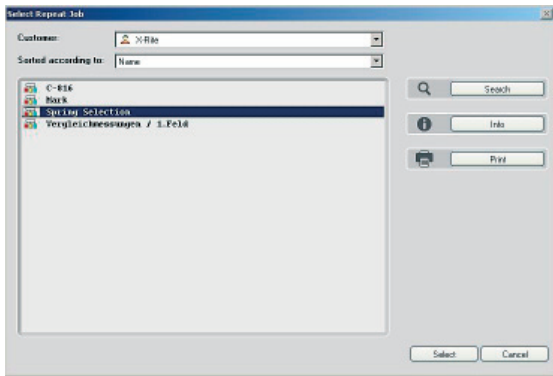 Select Repeat Job
Customer: X-Rite
Sorted according to: Name
C-816
Mark
Spring Selection
Vergleichmessungen / 1.Feld
Search
Info
Print
Select Cancel